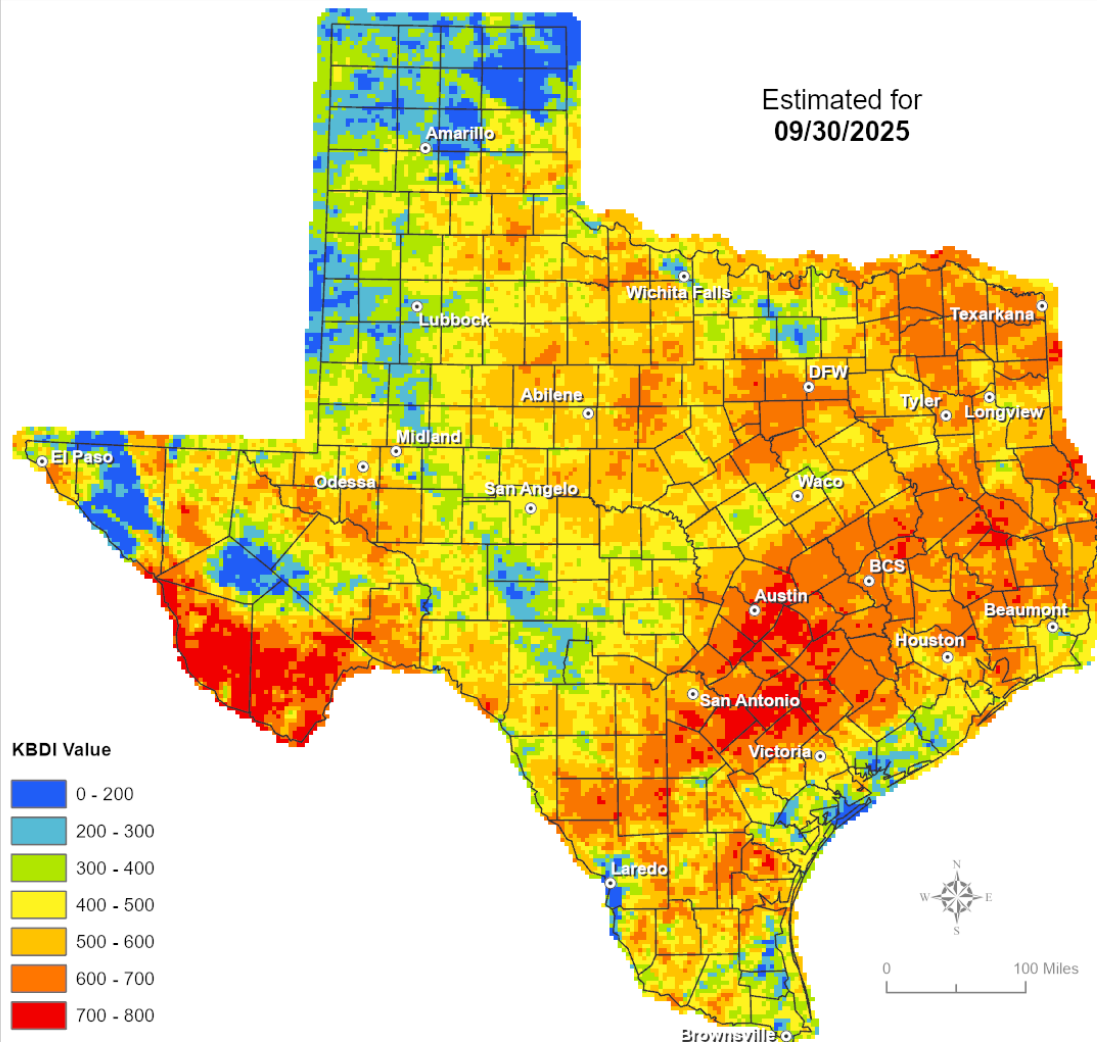 Estimated for
09/30/2025
Amarillo
Wichita Falls
Lubbock
Texarkana
DFW
Abilene
Tyler
Longview
Midland
El Paso
Odessa
San Angelo
Waco
BCS
Austin
Beaumont
Houston
San Antonio
Victoria
KBDI Value
0 - 200
200 - 300
300 - 400
400 - 500
500 - 600
600 - 700
700 - 800
Laredo
N
W
E
S
0
100 Miles
Brownsville